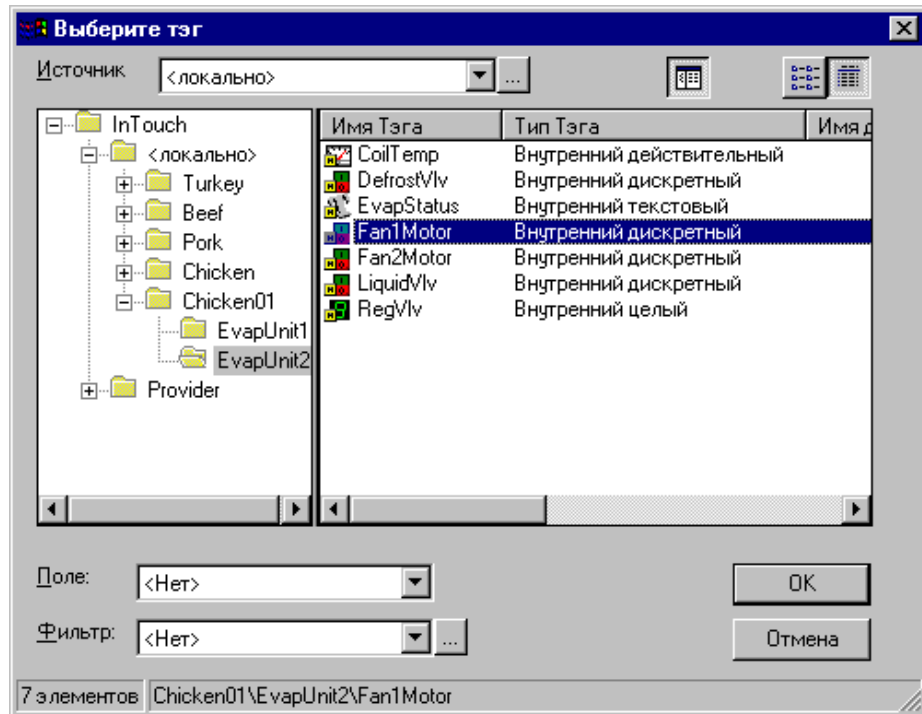 Выберите тэг
Источник <локально> ...
InTouch
<локально>
Turkey
Beef
Pork
Chicken
Chicken01
EvapUnit1
EvapUnit2
Provider
Имя Тэга Тип Тэга Имя д
CoilTemp Внутренний действительный
DefrostVlv Внутренний дискретный
EvapStatus Внутренний текстовый
Fan1Motor Внутренний дискретный
Fan2Motor Внутренний дискретный
LiquidVlv Внутренний дискретный
RegVlv Внутренний целый
Поле: <Нет> OK
Фильтр: <Нет> ... Отмена
7 элементов Chicken01\EvapUnit2\Fan1Motor